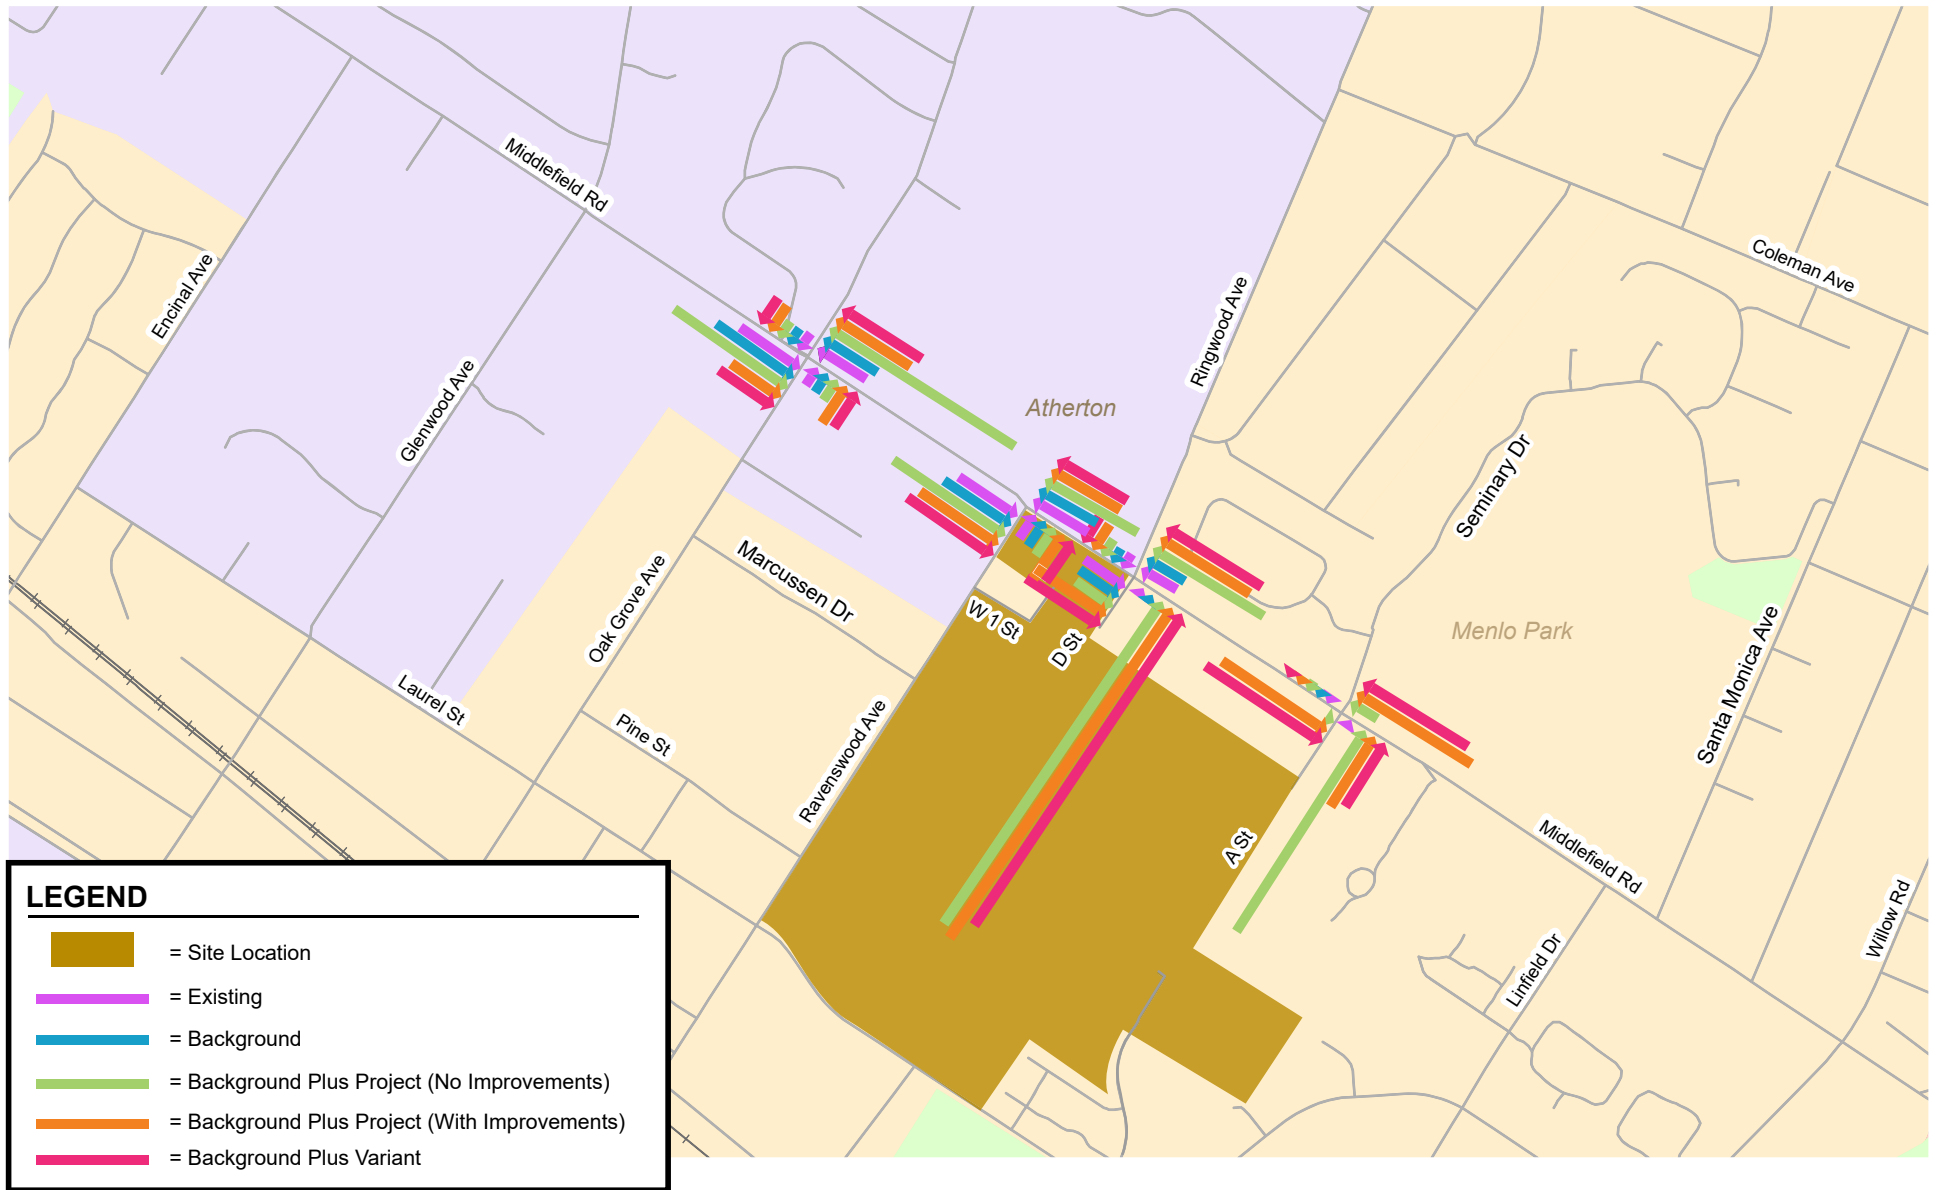 Middlefield Rd
Encinal Ave
Coleman Ave
Ringwood Ave
Glenwood Ave
Atherton
Seminary Dr
Oak Grove Ave
Marcussen Dr
W 1 St
D St
Menlo Park
Santa Monica Ave
Laurel St
Pine St
Ravenswood Ave
A St
Middlefield Rd
Willow Rd
Linfield Dr
LEGEND
= Site Location
= Existing
= Background
= Background Plus Project (No Improvements)
= Background Plus Project (With Improvements)
= Background Plus Variant